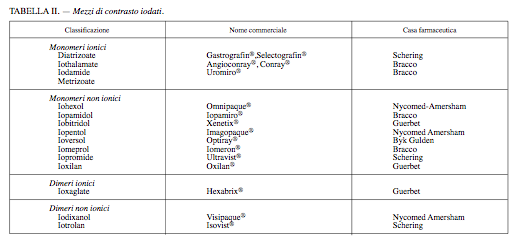 TABELLA II. — Mezzi di contrasto iodati.
Classificazione Nome commerciale Casa farmaceutica
Monomeri ionici
Diatrizoate Gastrografin®,Selectografin® Schering
Iothalamate Angioconray®, Conray® Bracco
Iodamide Uromiro® Bracco
Metrizoate
Monomeri non ionici
Iohexol Omnipaque® Nycomed-Amersham
Iopamidol Iopamiro® Bracco
Iobitridol Xenetix® Guerbet
Iopentol Imagopaque® Nycomed Amersham
Ioversol Optiray® Byk Gulden
Iomeprol Iomeron® Bracco
Iopromide Ultravist® Schering
Ioxilan Oxilan® Guerbet
Dimeri ionici
Ioxaglate Hexabrix® Guerbet
Dimeri non ionici
Iodixanol Visipaque® Nycomed Amersham
Iotrolan Isovist® Schering